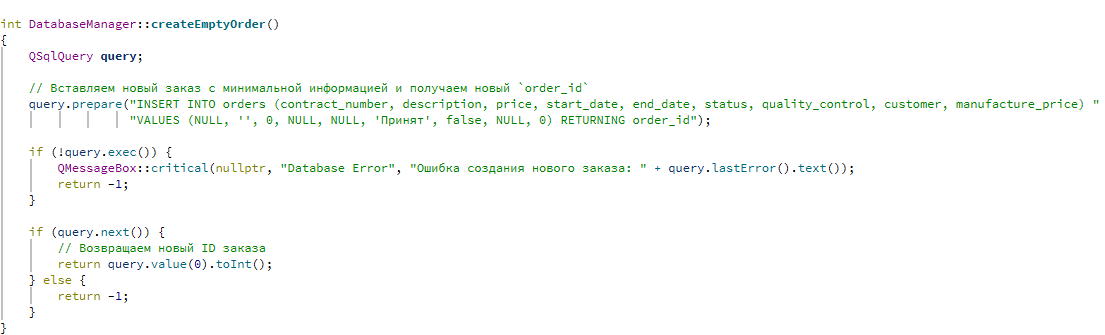 int DatabaseManager::createEmptyOrder()
{
    QSqlQuery query;
    // Вставляем новый заказ с минимальной информацией и получаем новый `order_id`
    query.prepare("INSERT INTO orders (contract_number, description, price, start_date, end_date, status, quality_control, customer, manufacture_price) "
                  "VALUES (NULL, '', 0, NULL, NULL, 'Принят', false, NULL, 0) RETURNING order_id");
    if (!query.exec()) {
        QMessageBox::critical(nullptr, "Database Error", "Ошибка создания нового заказа: " + query.lastError().text());
        return -1;
    }
    if (query.next()) {
        // Возвращаем новый ID заказа
        return query.value(0).toInt();
    } else {
        return -1;
    }
}